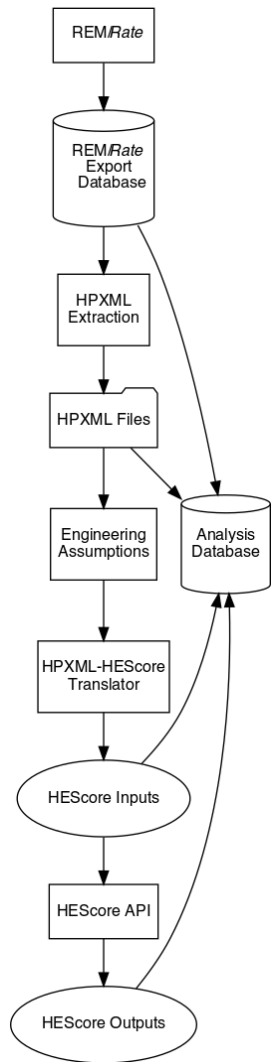 REM/Rate
REM/Rate
Export
Database
HPXML
Extraction
HPXML Files
Engineering
Assumptions
Analysis
Database
HPXML-HEScore
Translator
HEScore Inputs
HEScore API
HEScore Outputs